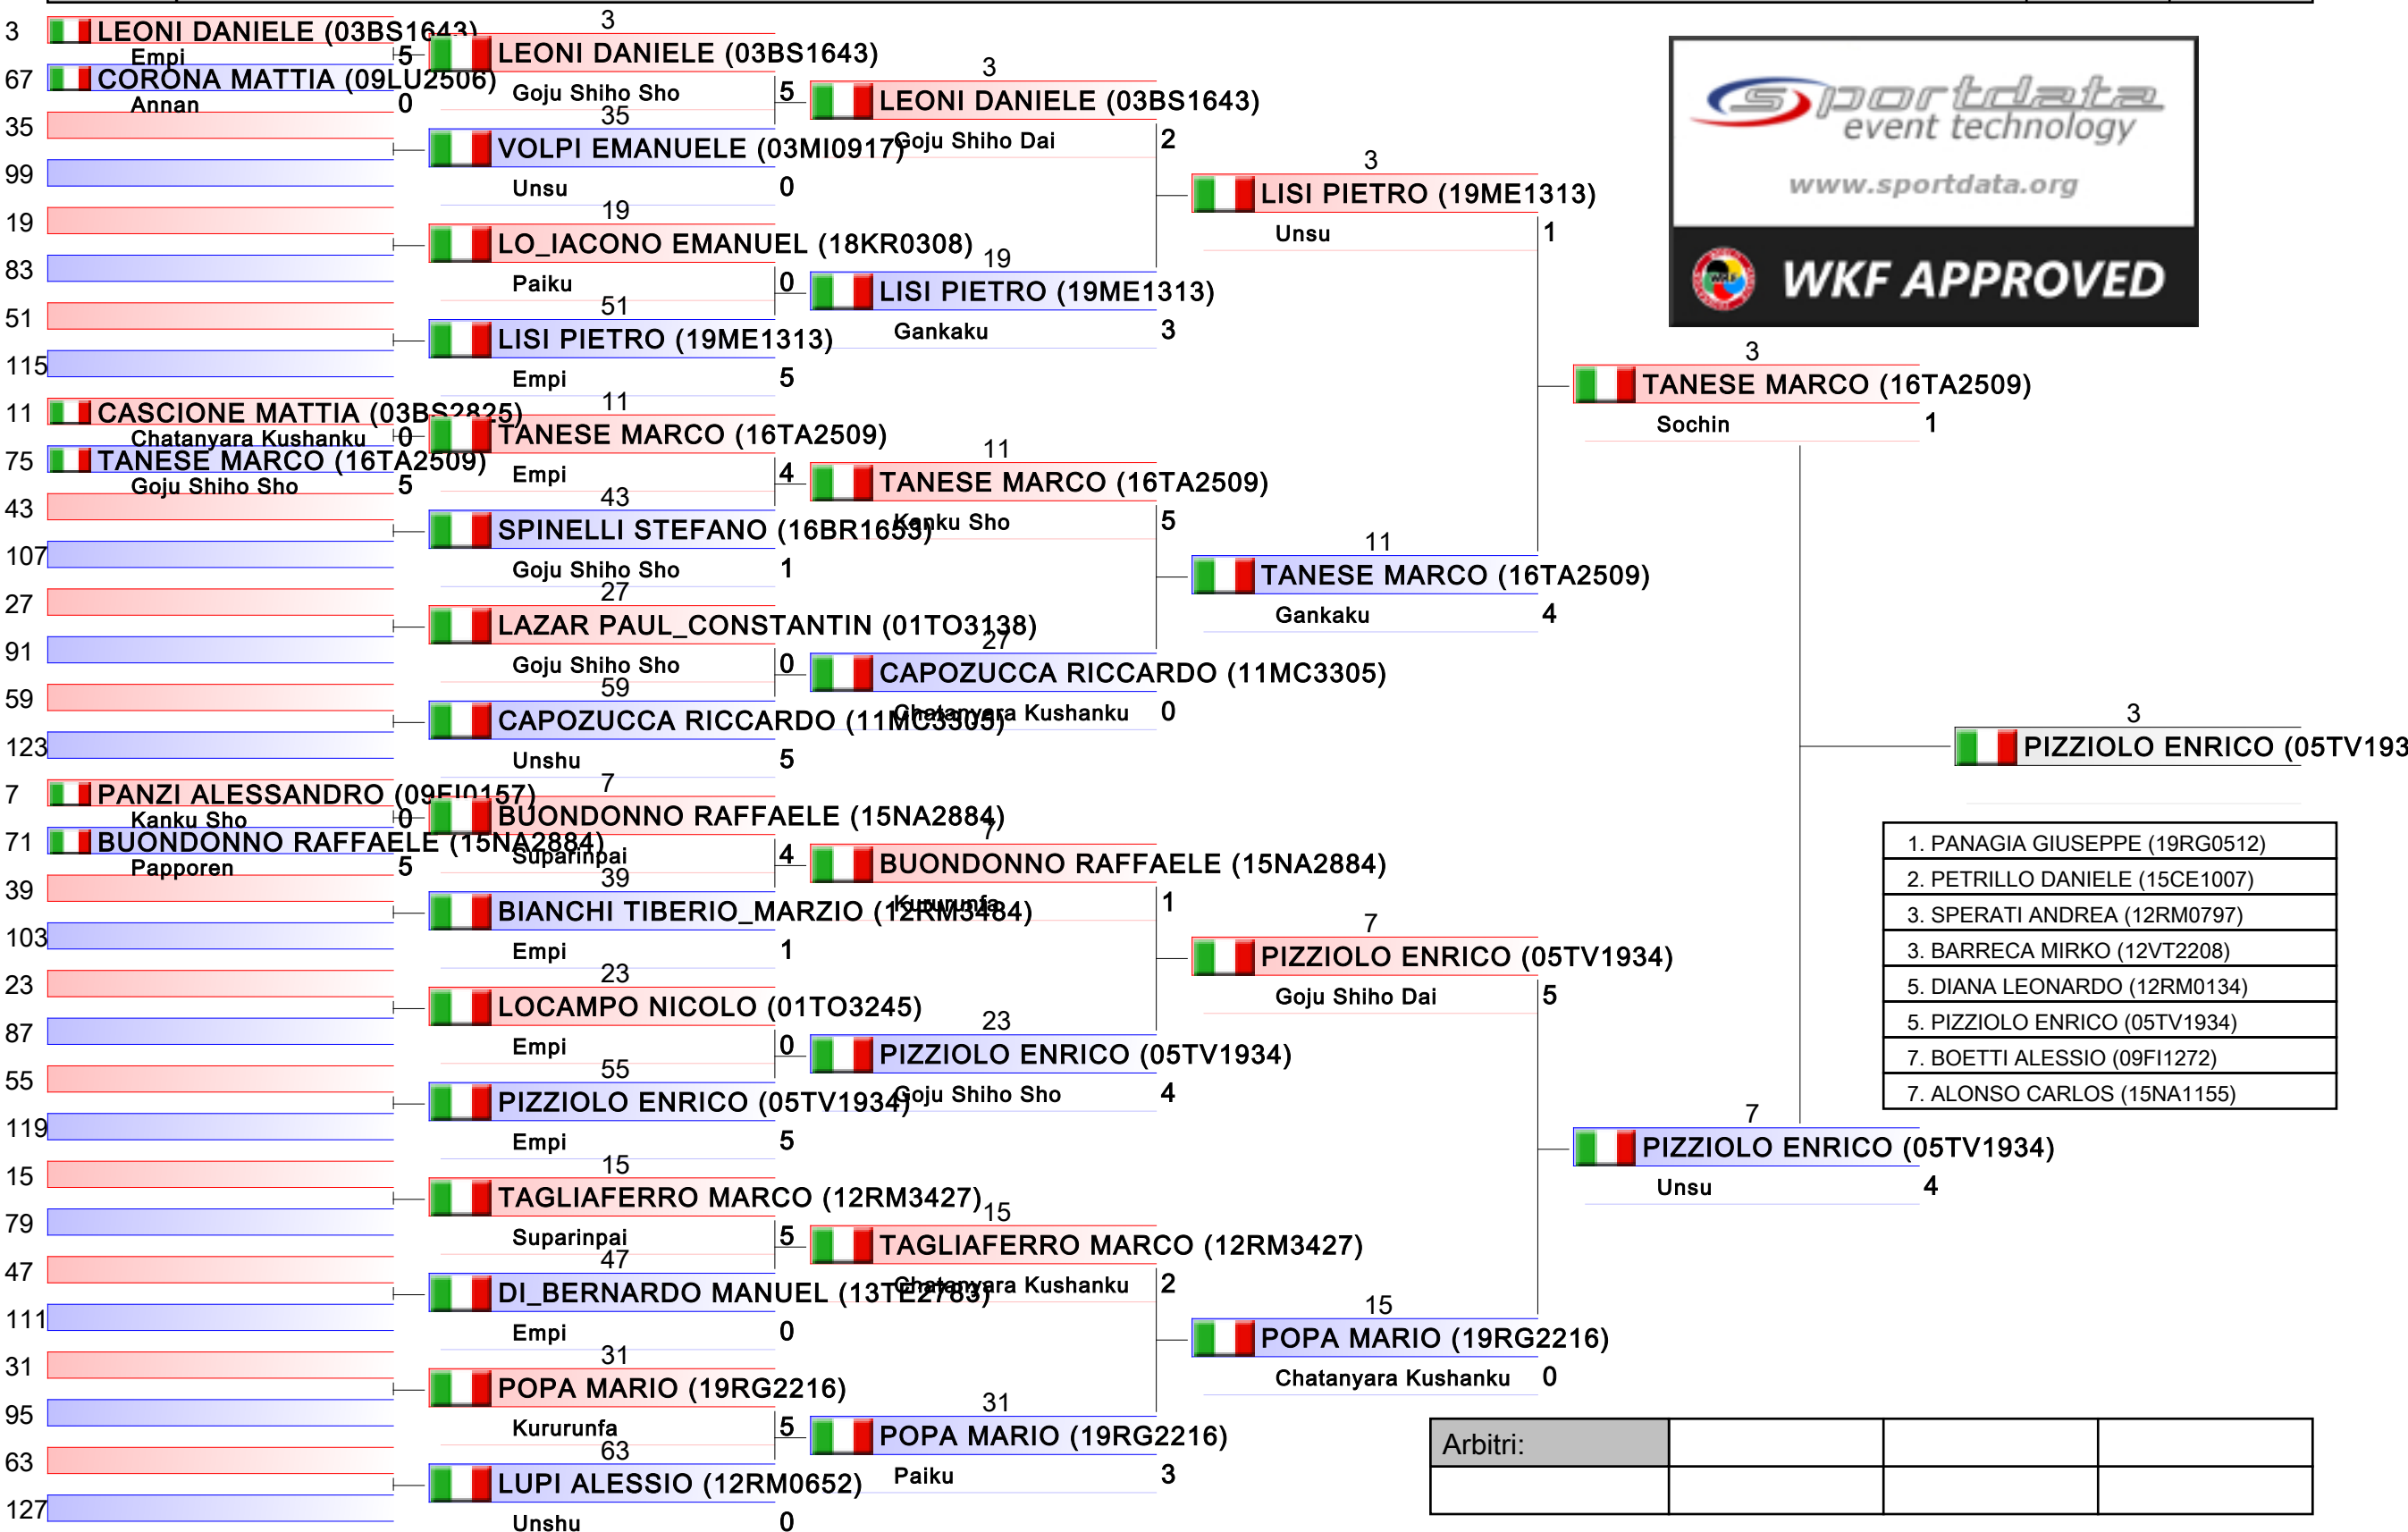 3
LEONI DANIELE (03BS1643)
Empi
5
67
CORONA MATTIA (09LU2506)
Annan
0
35
99
19
83
51
115
11
CASCIONE MATTIA (03BS2825)
Chatanyara Kushanku
0
75
TANESE MARCO (16TA2509)
Goju Shiho Sho
5
43
107
27
91
59
123
7
PANZI ALESSANDRO (09FI0157)
Kanku Sho
0
71
BUONDONNO RAFFAELE (15NA2884)
Papporen
5
39
103
23
87
55
119
15
79
47
111
31
95
63
127
3
LEONI DANIELE (03BS1643)
Goju Shiho Sho
5
35
VOLPI EMANUELE (03MI0917)
Unsu
0
19
LO_IACONO EMANUEL (18KR0308)
Paiku
0
51
LISI PIETRO (19ME1313)
Empi
5
11
TANESE MARCO (16TA2509)
Empi
4
43
SPINELLI STEFANO (16BR1653)
Goju Shiho Sho
1
27
LAZAR PAUL_CONSTANTIN (01TO3138)
Goju Shiho Sho
0
59
CAPOZUCCA RICCARDO (11MC3305)
Unshu
5
7
BUONDONNO RAFFAELE (15NA2884)
Suparinpai
4
39
BIANCHI TIBERIO_MARZIO (12RM3484)
Empi
1
23
LOCAMPO NICOLO (01TO3245)
Empi
0
55
PIZZIOLO ENRICO (05TV1934)
Empi
5
15
TAGLIAFERRO MARCO (12RM3427)
Suparinpai
5
47
DI_BERNARDO MANUEL (13TE2783)
Empi
0
31
POPA MARIO (19RG2216)
Kururunfa
5
63
LUPI ALESSIO (12RM0652)
Unshu
0
3
LEONI DANIELE (03BS1643)
Goju Shiho Dai
2
19
LISI PIETRO (19ME1313)
Gankaku
3
11
TANESE MARCO (16TA2509)
Kanku Sho
5
27
CAPOZUCCA RICCARDO (11MC3305)
Chatanyara Kushanku
0
7
BUONDONNO RAFFAELE (15NA2884)
Kururunfa
1
23
PIZZIOLO ENRICO (05TV1934)
Goju Shiho Sho
4
15
TAGLIAFERRO MARCO (12RM3427)
Chatanyara Kushanku
2
31
POPA MARIO (19RG2216)
Paiku
3
3
LISI PIETRO (19ME1313)
Unsu
1
11
TANESE MARCO (16TA2509)
Gankaku
4
7
PIZZIOLO ENRICO (05TV1934)
Goju Shiho Dai
5
15
POPA MARIO (19RG2216)
Chatanyara Kushanku
0
3
TANESE MARCO (16TA2509)
Sochin
1
7
PIZZIOLO ENRICO (05TV1934)
Unsu
4
3
PIZZIOLO ENRICO (05TV193
sportdata
event technology
www.sportdata.org
WKF
WKF APPROVED
1. PANAGIA GIUSEPPE (19RG0512)
2. PETRILLO DANIELE (15CE1007)
3. SPERATI ANDREA (12RM0797)
3. BARRECA MIRKO (12VT2208)
5. DIANA LEONARDO (12RM0134)
5. PIZZIOLO ENRICO (05TV1934)
7. BOETTI ALESSIO (09FI1272)
7. ALONSO CARLOS (15NA1155)
Arbitri: